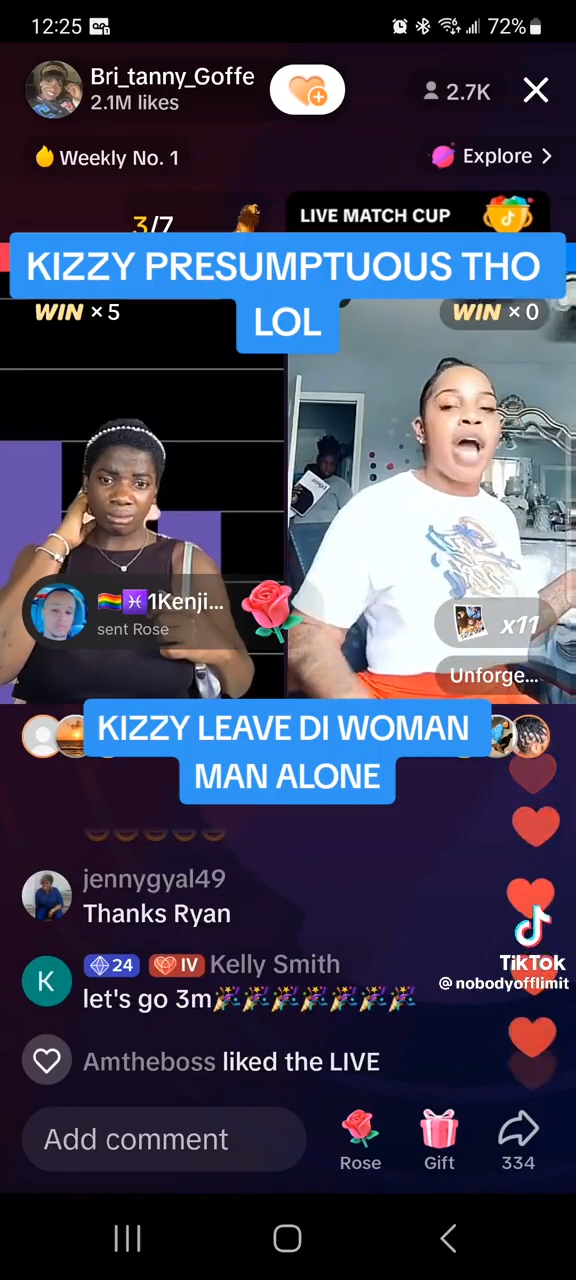 12:25
72%
Bri_tanny_Goffe
2.1M likes
2.7K
Weekly No. 1
Explore
3/7
LIVE MATCH CUP
KIZZY PRESUMPTUOUS THO
LOL
WIN × 5
WIN × 0
1Kenji...
sent Rose
x11
Unforge...
KIZZY LEAVE DI WOMAN
MAN ALONE
jennygyal49
Thanks Ryan
24 IV Kelly Smith
K
let's go 3m🎉🎉🎉🎉🎉🎉🎉
TikTok
@nobodyofflimit
Amtheboss liked the LIVE
Add comment
Rose
Gift
334